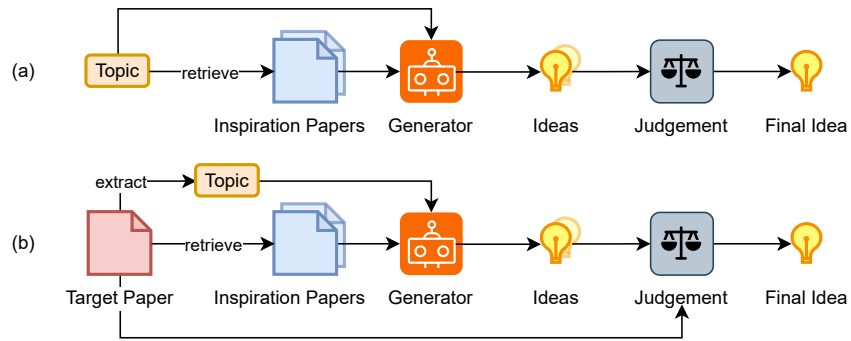 (a)
Topic
retrieve
Inspiration Papers
Generator
Ideas
Judgement
Final Idea
(b)
extract
Topic
retrieve
Target Paper
Inspiration Papers
Generator
Ideas
Judgement
Final Idea